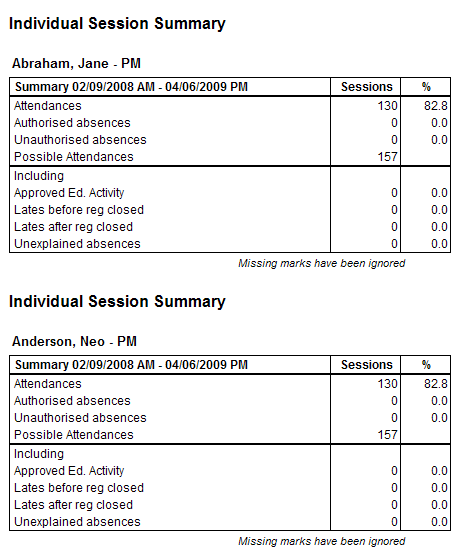 Individual Session Summary
Abraham, Jane - PM
Summary 02/09/2008 AM - 04/06/2009 PM Sessions %
Attendances 130 82.8
Authorised absences 0 0.0
Unauthorised absences 0 0.0
Possible Attendances 157
Including
Approved Ed. Activity 0 0.0
Lates before reg closed 0 0.0
Lates after reg closed 0 0.0
Unexplained absences 0 0.0
Missing marks have been ignored
Individual Session Summary
Anderson, Neo - PM
Summary 02/09/2008 AM - 04/06/2009 PM Sessions %
Attendances 130 82.8
Authorised absences 0 0.0
Unauthorised absences 0 0.0
Possible Attendances 157
Including
Approved Ed. Activity 0 0.0
Lates before reg closed 0 0.0
Lates after reg closed 0 0.0
Unexplained absences 0 0.0
Missing marks have been ignored